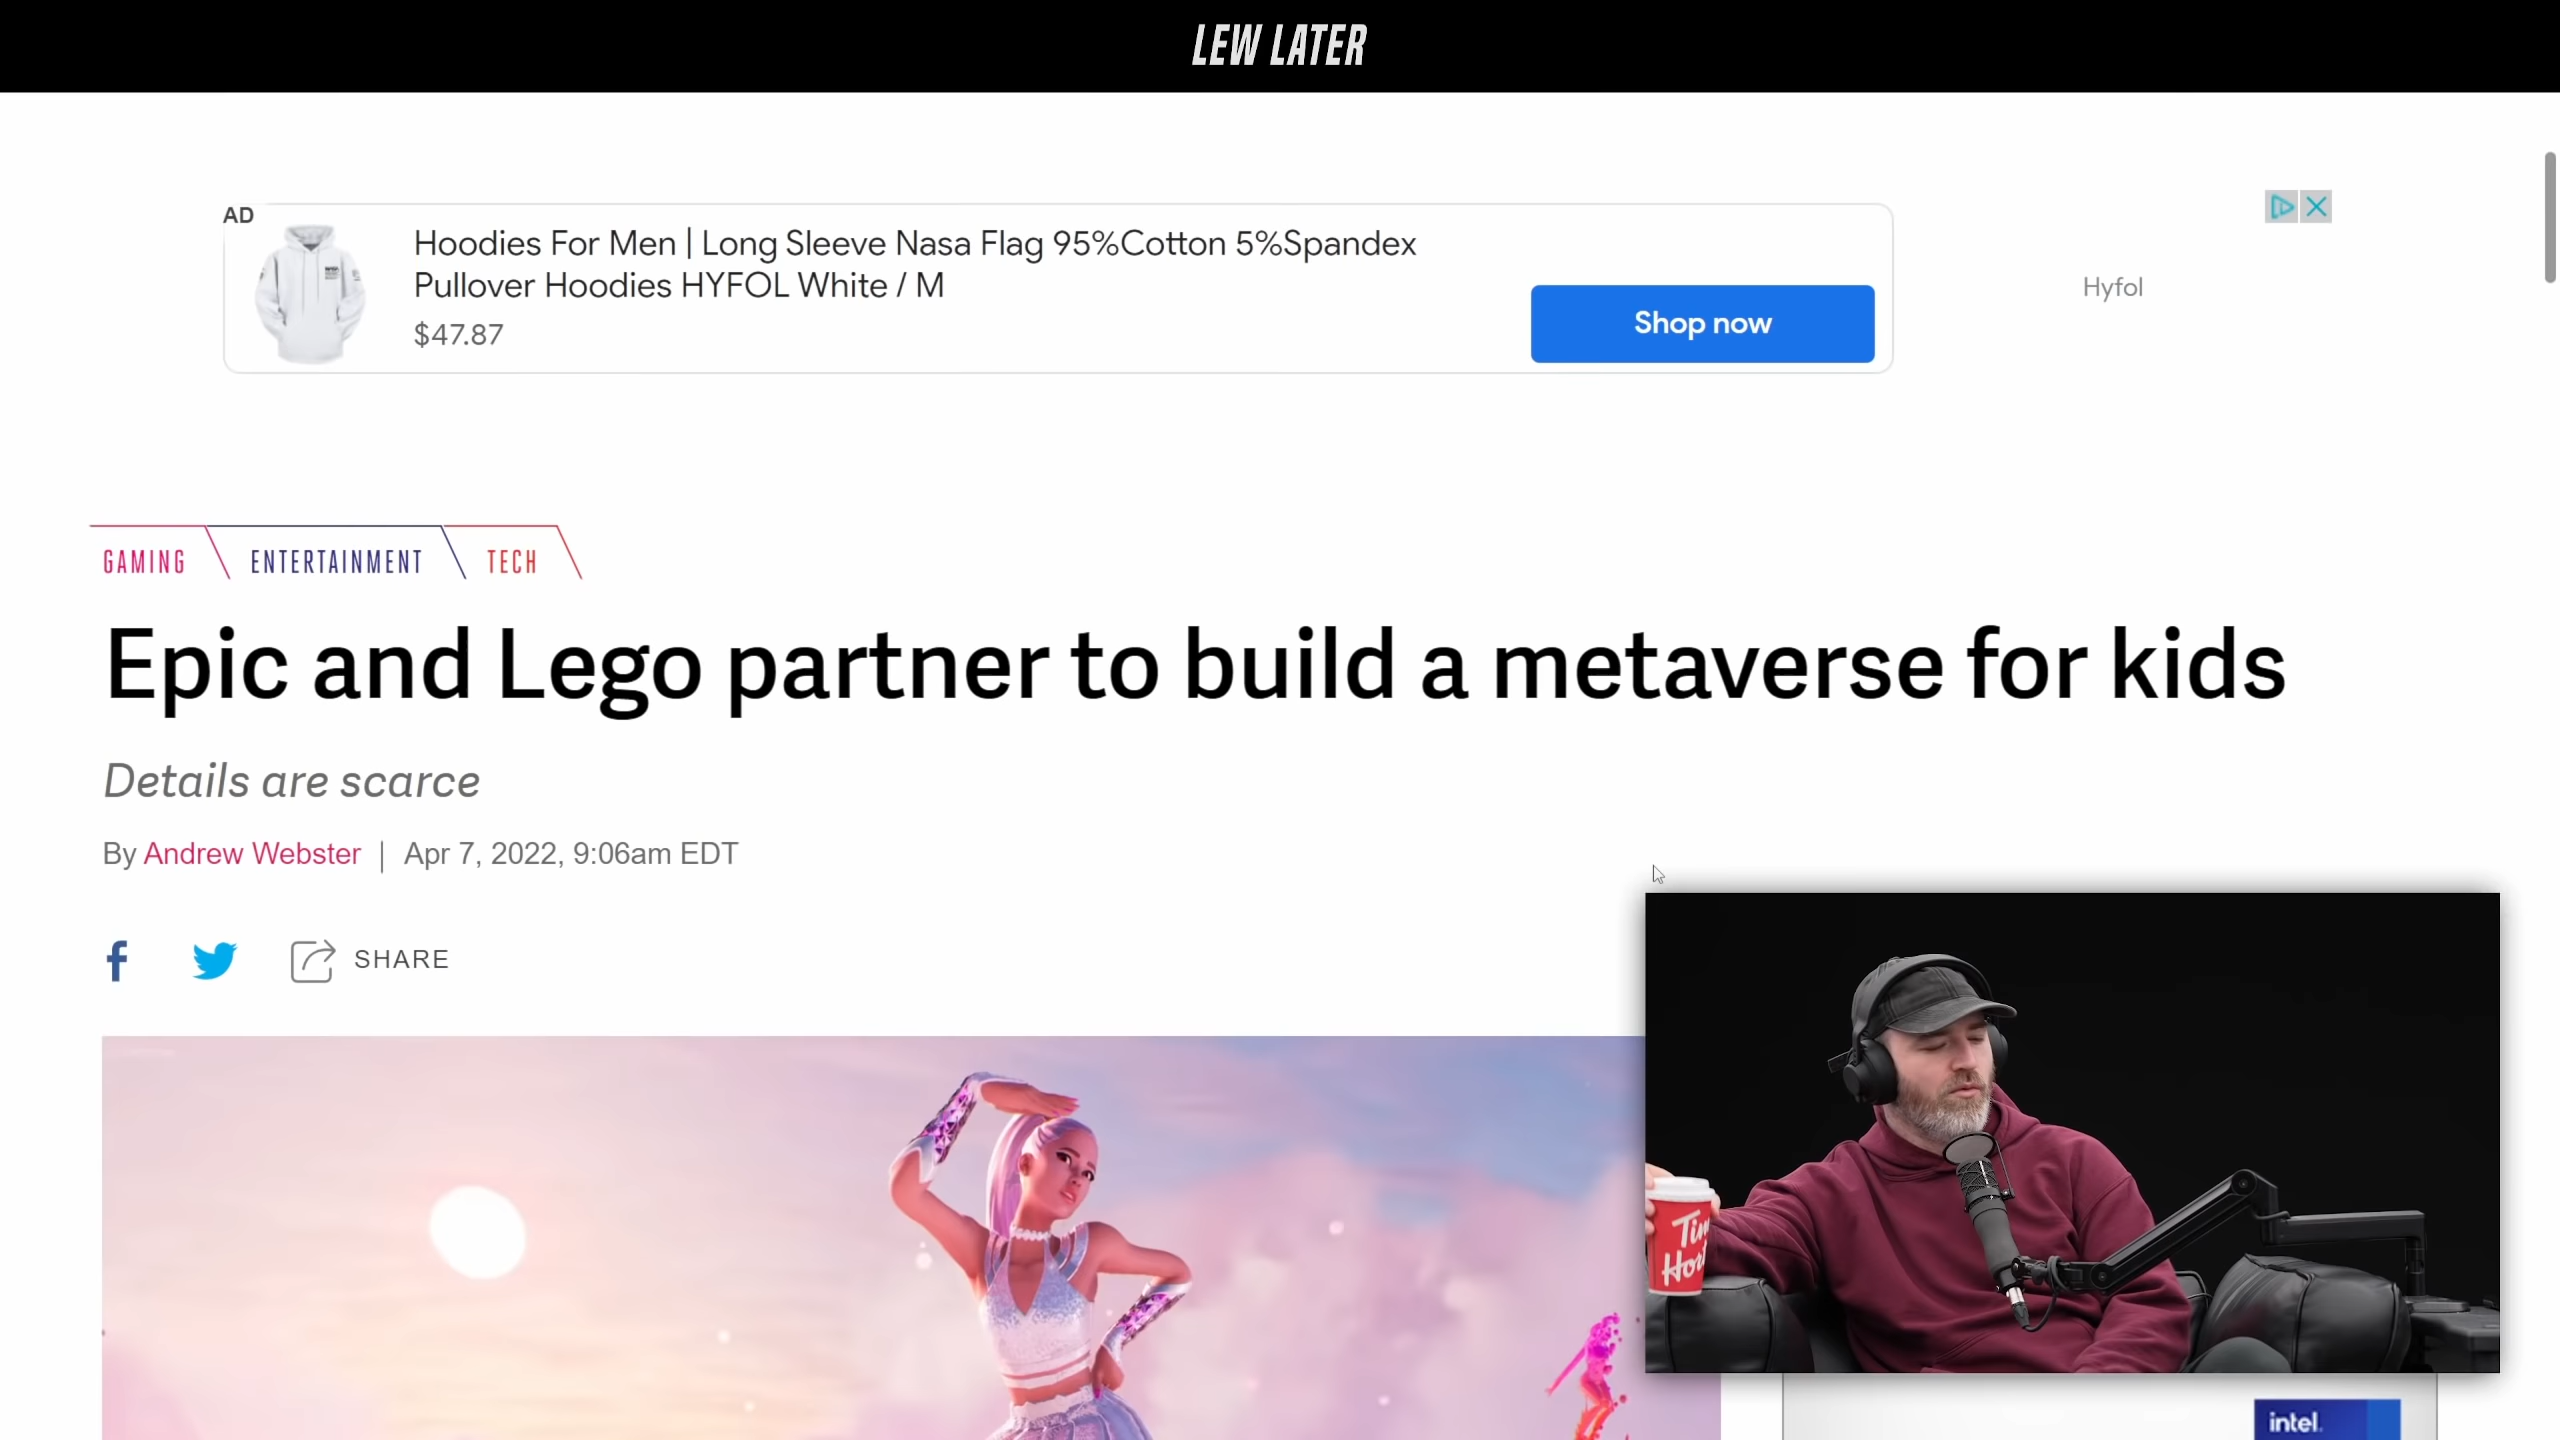 LEW LATER
AD
Hoodies For Men | Long Sleeve Nasa Flag 95%Cotton 5%Spandex
Pullover Hoodies HYFOL White / M
$47.87
Shop now
Hyfol
GAMING
ENTERTAINMENT
TECH
Epic and Lego partner to build a metaverse for kids
Details are scarce
By Andrew Webster | Apr 7, 2022, 9:06am EDT
SHARE
Tim
Hort
intel.